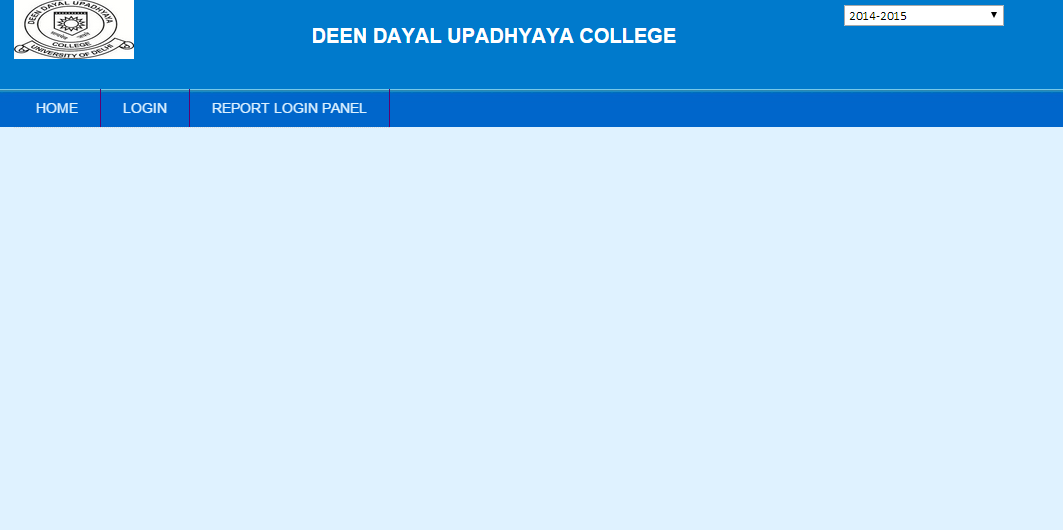 DEEN DAYAL UPADHYAYA
COLLEGE
UNIVERSITY OF DELHI
DEEN DAYAL UPADHYAYA COLLEGE
2014-2015
HOME
LOGIN
REPORT LOGIN PANEL